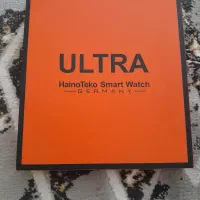 ULTRA
HainoTeko Smart Watch
GERMANY